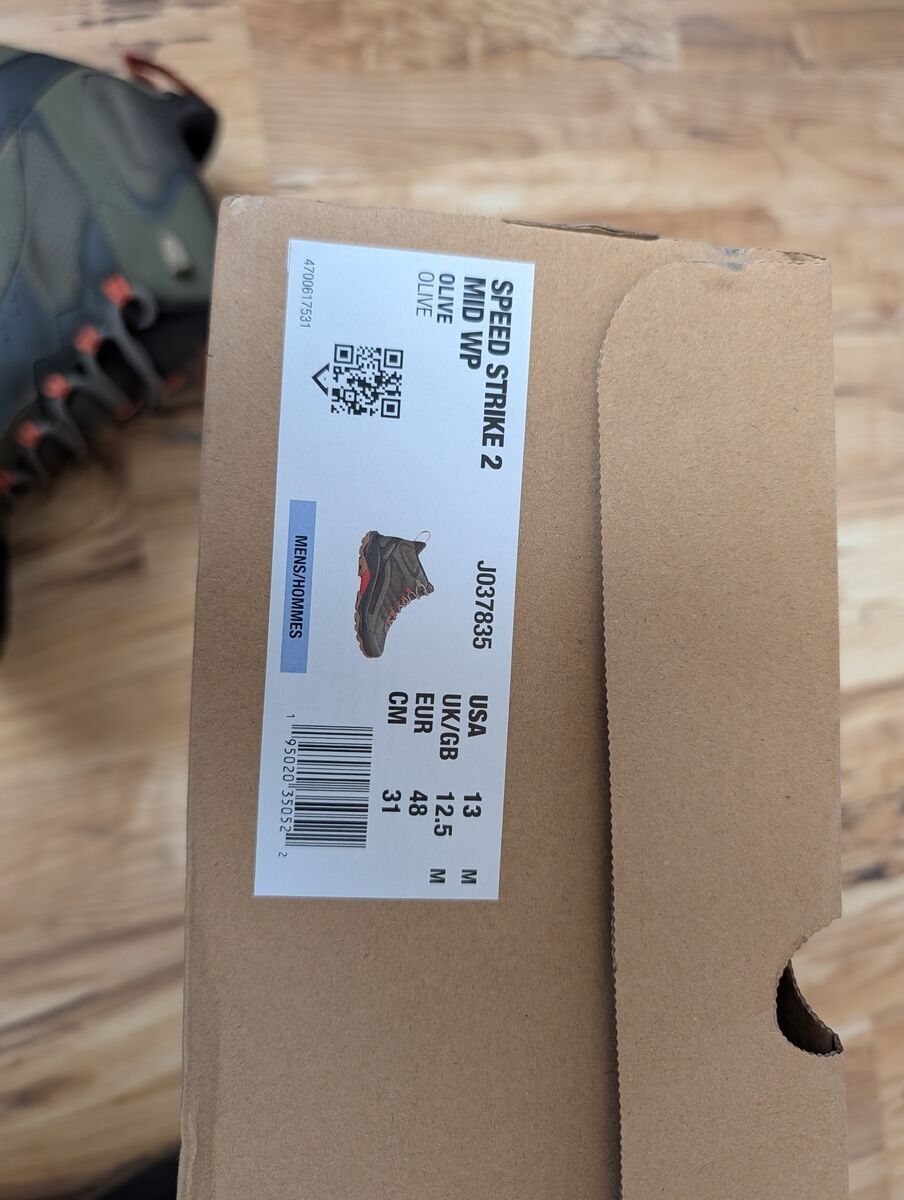 SPEED STRIKE 2
MID WP
OLIVE
OLIVE
4700617531
J037835
MENS/HOMMES
USA 13 M
UK/GB 12.5 M
EUR 48
CM 31
1 95020 35052 2